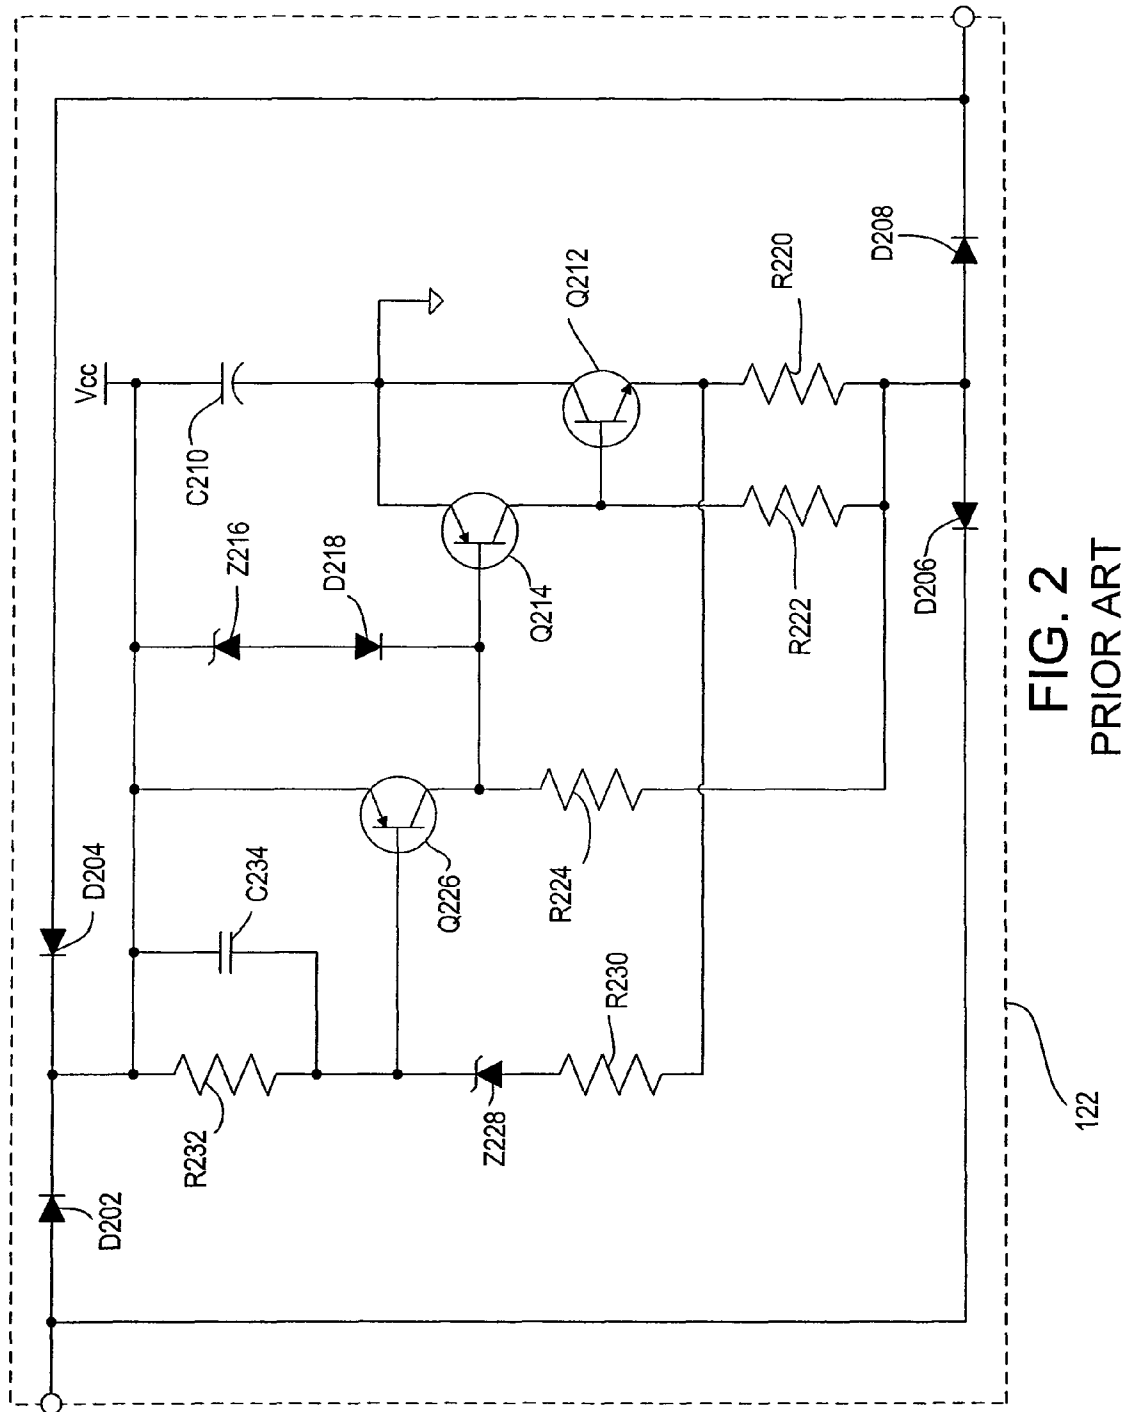 Vcc
D204
C210
Z216
D218
Q212
Q214
C234
Q226
R220
D208
R222
D206
R224
R230
R232
Z228
D202
122
FIG. 2
PRIOR ART